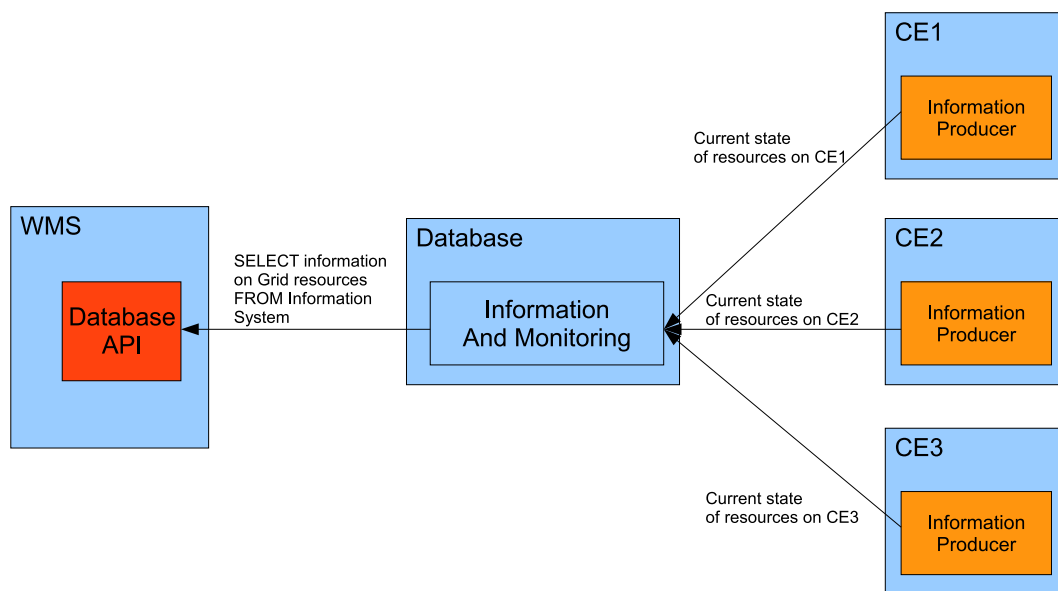 CE1
Information
Producer
Current state
of resources on CE1
WMS
Database
API
SELECT information
on Grid resources
FROM Information
System
Database
Information
And Monitoring
CE2
Information
Producer
Current state
of resources on CE2
CE3
Information
Producer
Current state
of resources on CE3